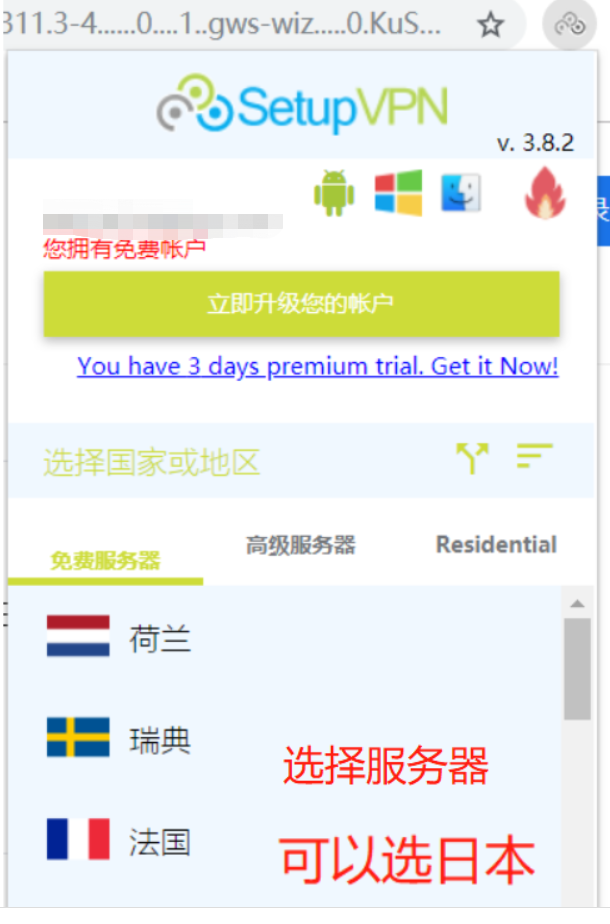 311.3-4......0....1..gws-wiz.....0.KuS...
SetupVPN
v. 3.8.2
您拥有免费帐户
立即升级您的帐户
You have 3 days premium trial. Get it Now!
选择国家或地区
免费服务器 高级服务器 Residential
荷兰
瑞典
选择服务器
法国
可以选日本